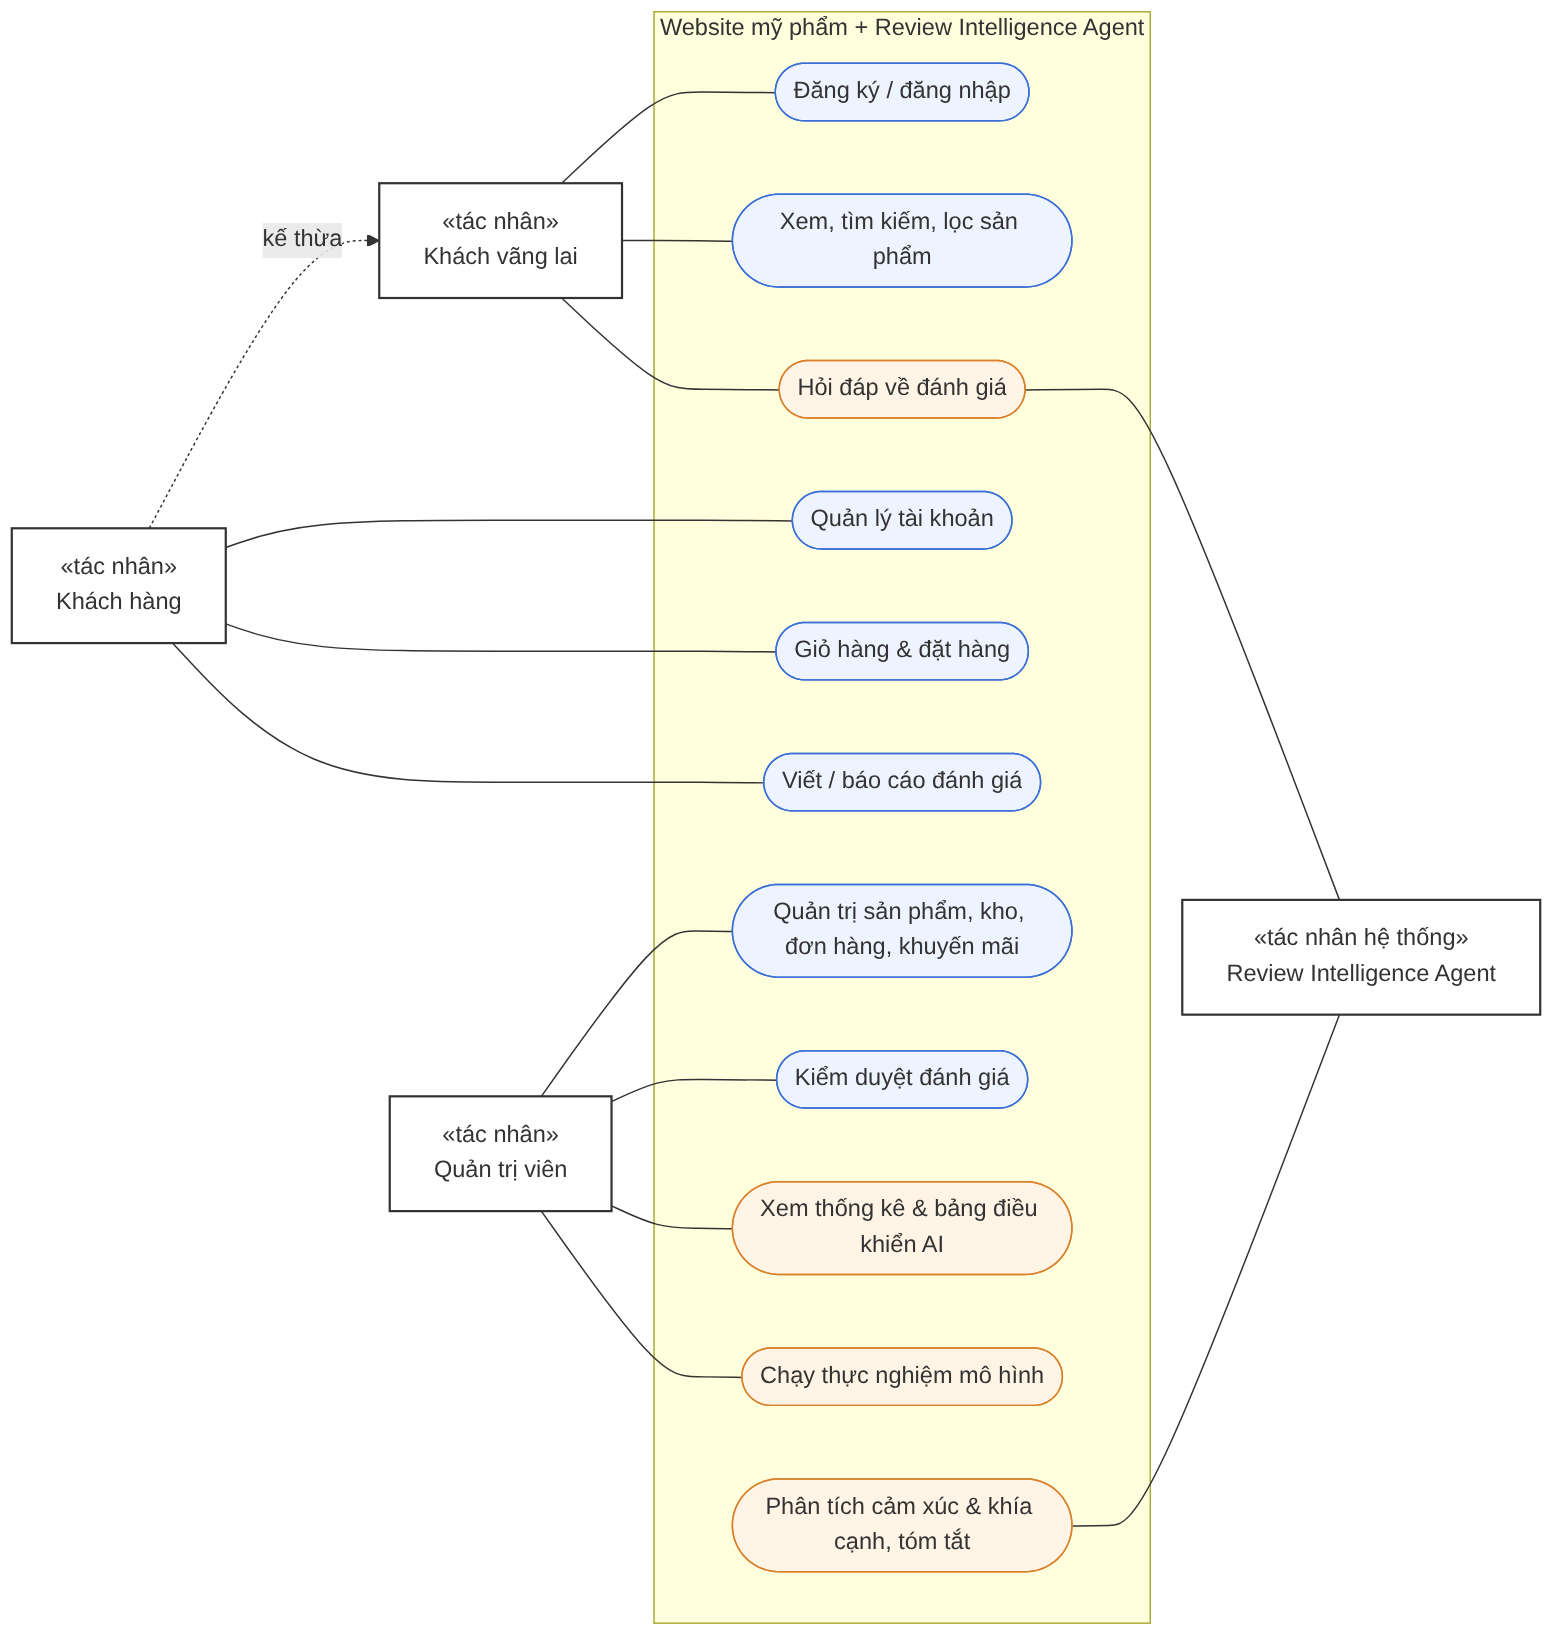 Website mỹ phẩm + Review Intelligence Agent
Đăng ký / đăng nhập
«tác nhân»
Khách vãng lai
kế thừa
Xem, tìm kiếm, lọc sản
phẩm
Hỏi đáp về đánh giá
Quản lý tài khoản
«tác nhân»
Khách hàng
Giỏ hàng & đặt hàng
Viết / báo cáo đánh giá
Quản trị sản phẩm, kho,
đơn hàng, khuyến mãi
«tác nhân hệ thống»
Review Intelligence Agent
Kiểm duyệt đánh giá
«tác nhân»
Quản trị viên
Xem thống kê & bảng điều
khiển AI
Chạy thực nghiệm mô hình
Phân tích cảm xúc & khía
cạnh, tóm tắt